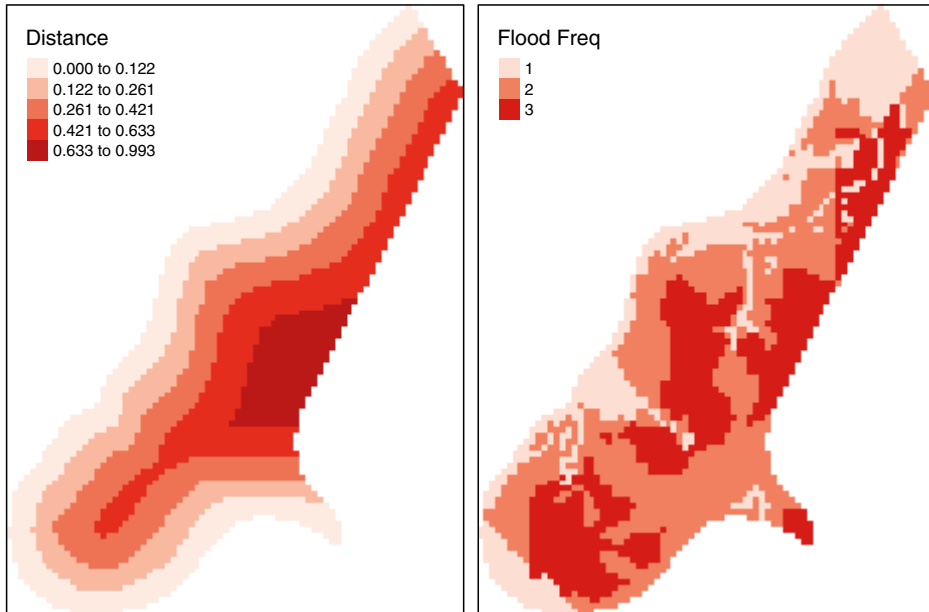 Distance
0.000 to 0.122
0.122 to 0.261
0.261 to 0.421
0.421 to 0.633
0.633 to 0.993
Flood Freq
1
2
3